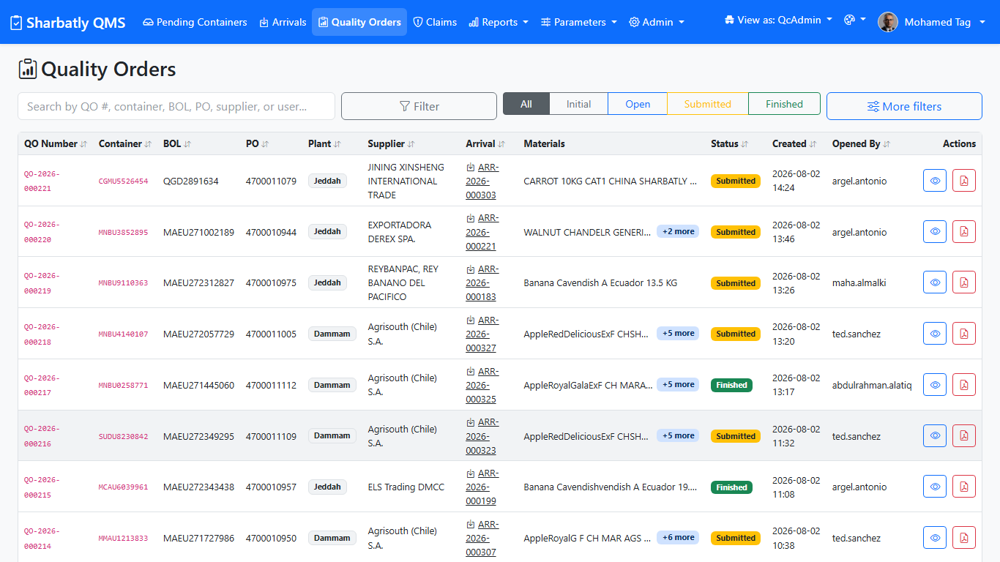 Sharbatly QMS Pending Containers Arrivals Quality Orders Claims Reports Parameters Admin View as: QcAdmin Mohamed Tag
Quality Orders
Search by QO #, container, BOL, PO, supplier, or user... Filter All Initial Open Submitted Finished More filters
QO Number Container BOL PO Plant Supplier Arrival Materials Status Created Opened By Actions
QO-2026-000221 CGMU5526454 QGD2891634 4700011079 Jeddah JINING XINSHENG INTERNATIONAL TRADE ARR-2026-000303 CARROT 10KG CAT1 CHINA SHARBATLY ... Submitted 2026-08-02 14:24 argel.antonio
QO-2026-000220 MNBU3852895 MAEU271002189 4700010944 Jeddah EXPORTADORA DEREX SPA. ARR-2026-000221 WALNUT CHANDELR GENERI... +2 more Submitted 2026-08-02 13:46 argel.antonio
QO-2026-000219 MNBU9110363 MAEU272312827 4700010975 Jeddah REYBANPAC, REY BANANO DEL PACIFICO ARR-2026-000183 Banana Cavendish A Ecuador 13.5 KG Submitted 2026-08-02 13:26 maha.almalki
QO-2026-000218 MNBU4140107 MAEU272057729 4700011005 Dammam Agrisouth (Chile) S.A. ARR-2026-000327 AppleRedDeliciousExF CHSH... +5 more Submitted 2026-08-02 13:20 ted.sanchez
QO-2026-000217 MNBU0258771 MAEU271445060 4700011112 Dammam Agrisouth (Chile) S.A. ARR-2026-000325 AppleRoyalGalaExF CH MARA... +5 more Finished 2026-08-02 13:17 abdulrahman.alatiq
QO-2026-000216 SUDU8230842 MAEU272349295 4700011109 Dammam Agrisouth (Chile) S.A. ARR-2026-000323 AppleRedDeliciousExF CHSH... +5 more Submitted 2026-08-02 11:32 ted.sanchez
QO-2026-000215 MCAU6039961 MAEU272343438 4700010957 Jeddah ELS Trading DMCC ARR-2026-000199 Banana Cavendishvendish A Ecuador 19.... Finished 2026-08-02 11:08 argel.antonio
QO-2026-000214 MMAU1213833 MAEU271727986 4700010950 Dammam Agrisouth (Chile) S.A. ARR-2026-000307 AppleRoyalG F CH MAR AGS ... +6 more Submitted 2026-08-02 10:38 ted.sanchez